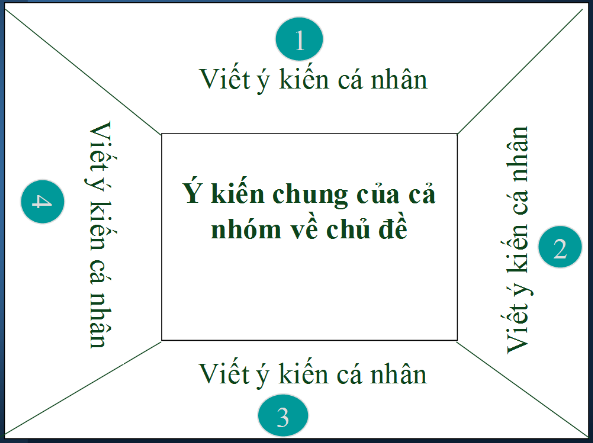 1
Viết ý kiến cá nhân
Ý kiến chung của cả
nhóm về chủ đề
Viết ý kiến cá nhân
2
Viết ý kiến cá nhân
3
Viết ý kiến cá nhân
4